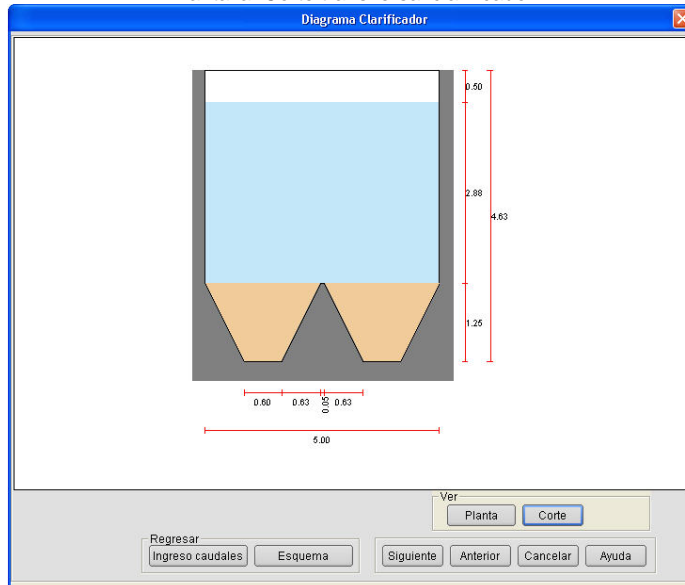 Diagrama Clarificador
0.50
2.88
4.63
1.25
0.60 0.63 0.05 0.63
5.00
Ver
Planta Corte
Regresar
Ingreso caudales Esquema
Siguiente Anterior Cancelar Ayuda